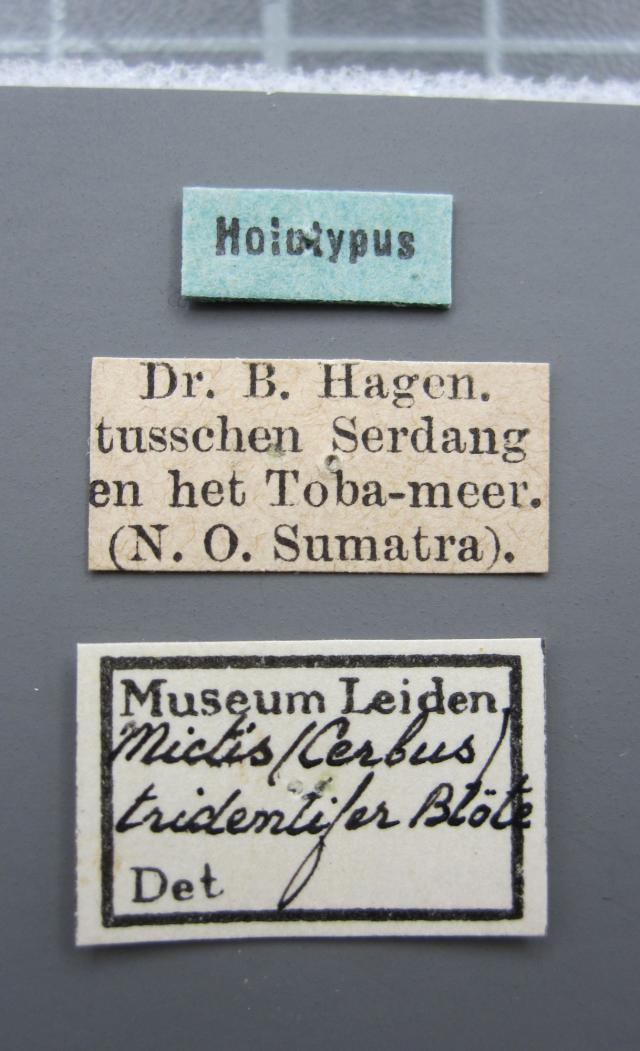 Holotypus
Dr. B. Hagen.
tusschen Serdang
en het Toba-meer.
(N. O. Sumatra).
Museum Leiden.
Mictis (Cerbus)
tridentifer Blöte
Det